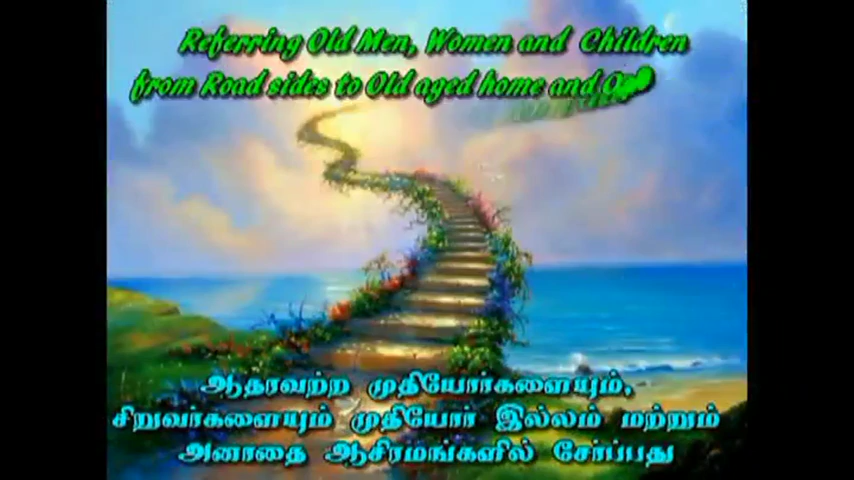 Referring Old Men, Women and Children
from Road sides to Old aged home and
ஆதரவற்ற முதியோர்களையும்,
சிறுவர்களையும் முதியோர் இல்லம் மற்றும்
அனாதை ஆசிரமங்களில் சேர்ப்பது